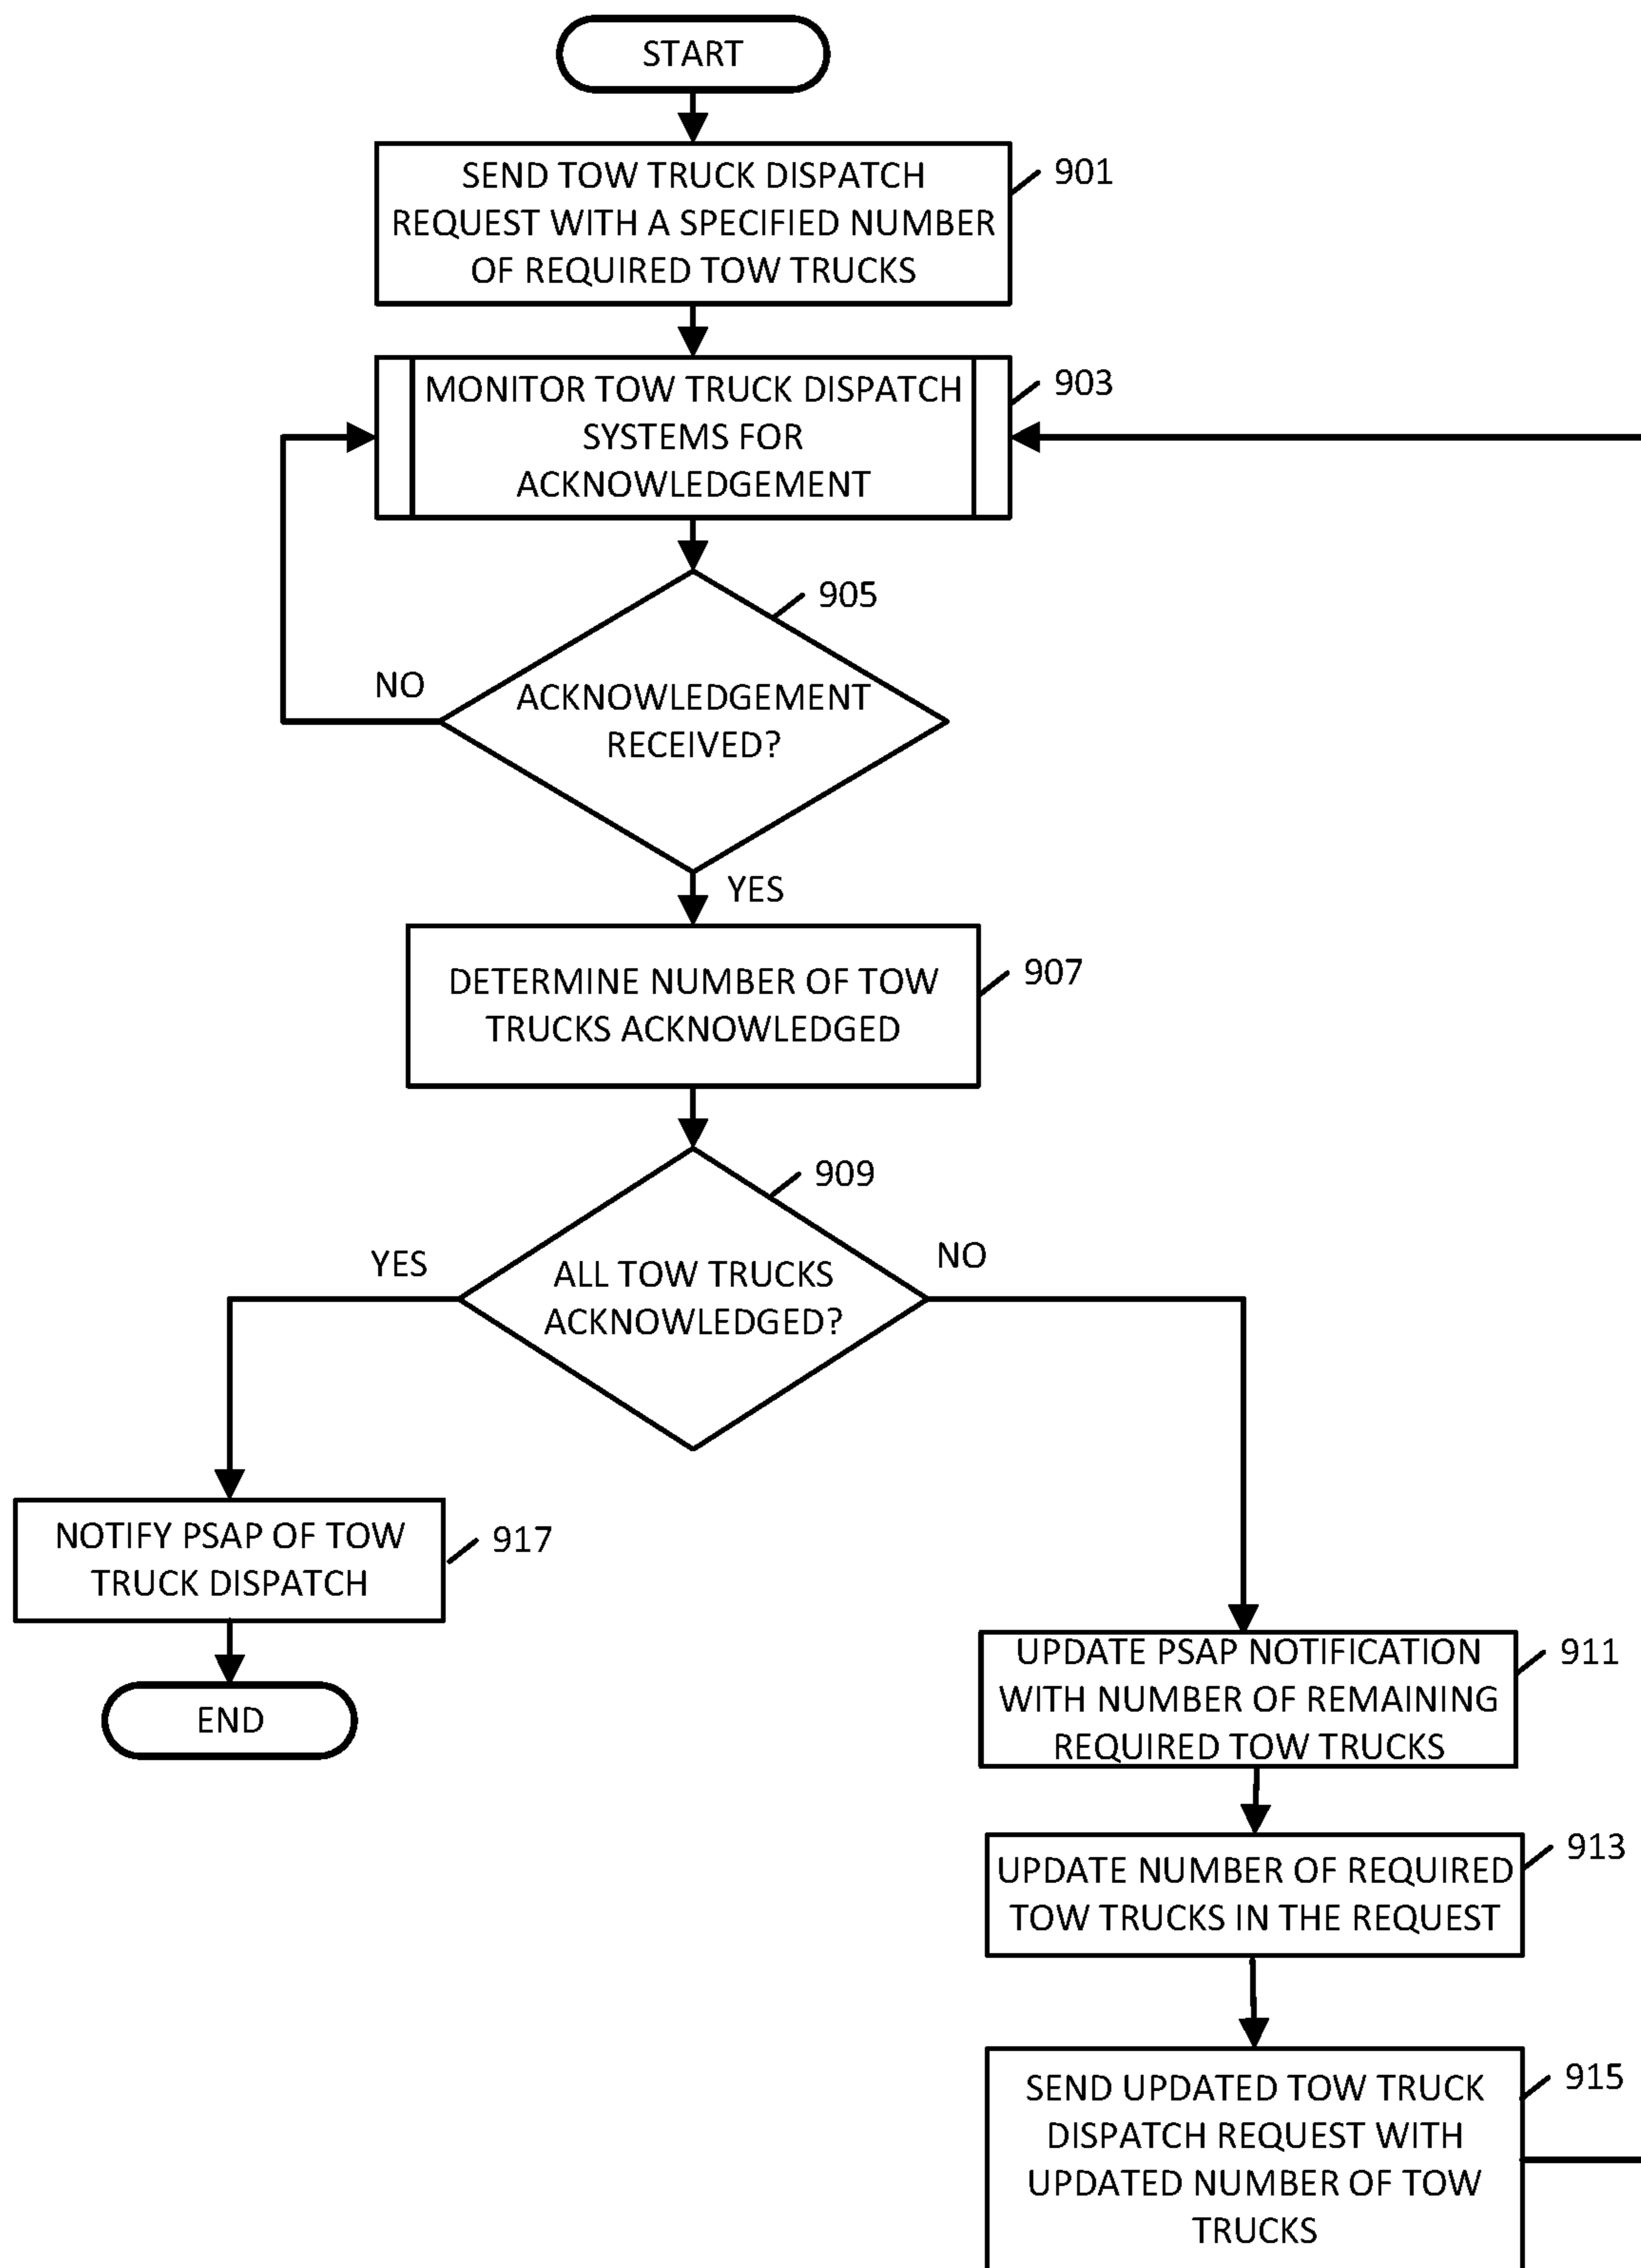 START
SEND TOW TRUCK DISPATCH
REQUEST WITH A SPECIFIED NUMBER
OF REQUIRED TOW TRUCKS
901
MONITOR TOW TRUCK DISPATCH
SYSTEMS FOR
ACKNOWLEDGEMENT
903
905
ACKNOWLEDGEMENT
RECEIVED?
NO
YES
DETERMINE NUMBER OF TOW
TRUCKS ACKNOWLEDGED
907
909
ALL TOW TRUCKS
ACKNOWLEDGED?
YES
NO
NOTIFY PSAP OF TOW
TRUCK DISPATCH
917
END
UPDATE PSAP NOTIFICATION
WITH NUMBER OF REMAINING
REQUIRED TOW TRUCKS
911
UPDATE NUMBER OF REQUIRED
TOW TRUCKS IN THE REQUEST
913
SEND UPDATED TOW TRUCK
DISPATCH REQUEST WITH
UPDATED NUMBER OF TOW
TRUCKS
915